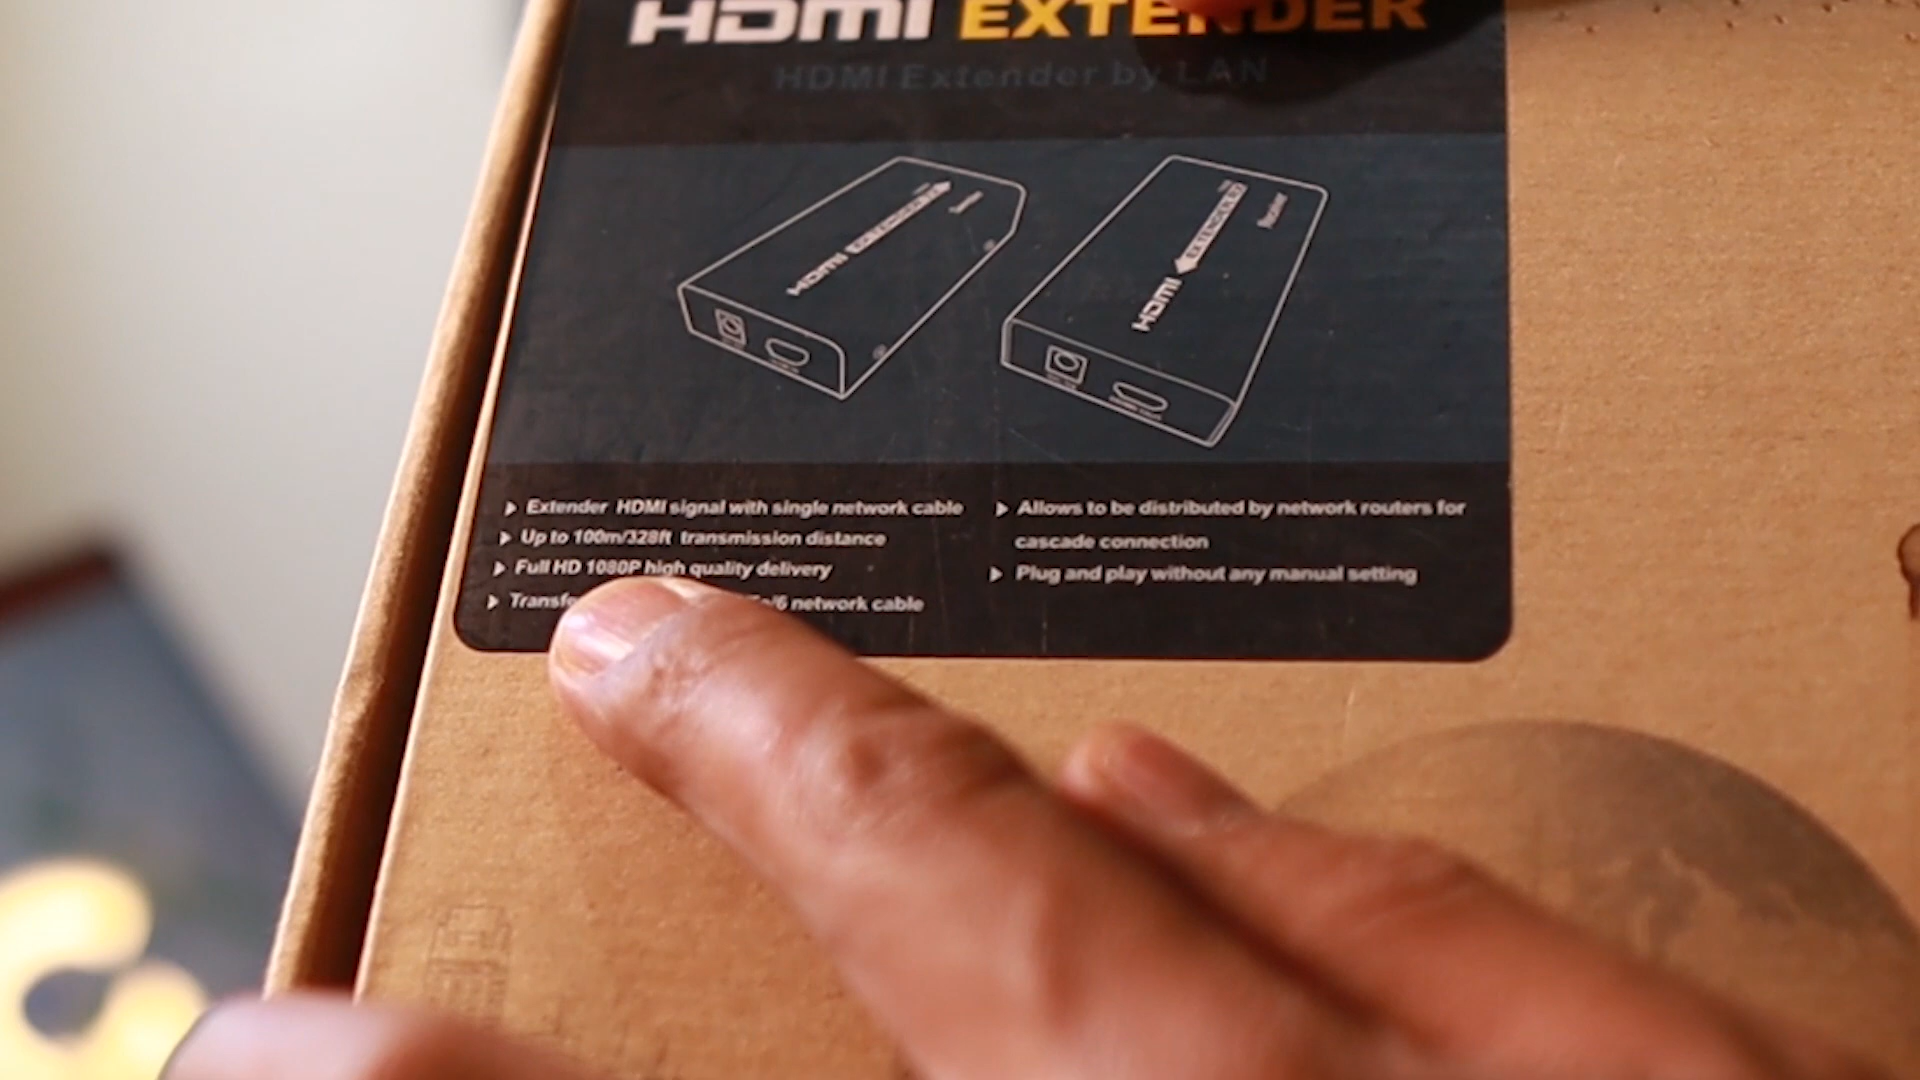 HDMI EXTENDER
HDMI Extender by LAN
HDMI
HDMI EXTENDER
Receiver
Extender HDMI signal with single network cable
Up to 100m/328ft transmission distance
Full HD 1080P high quality delivery
network cable
Allows to be distributed by network routers for
cascade connection
Plug and play without any manual setting